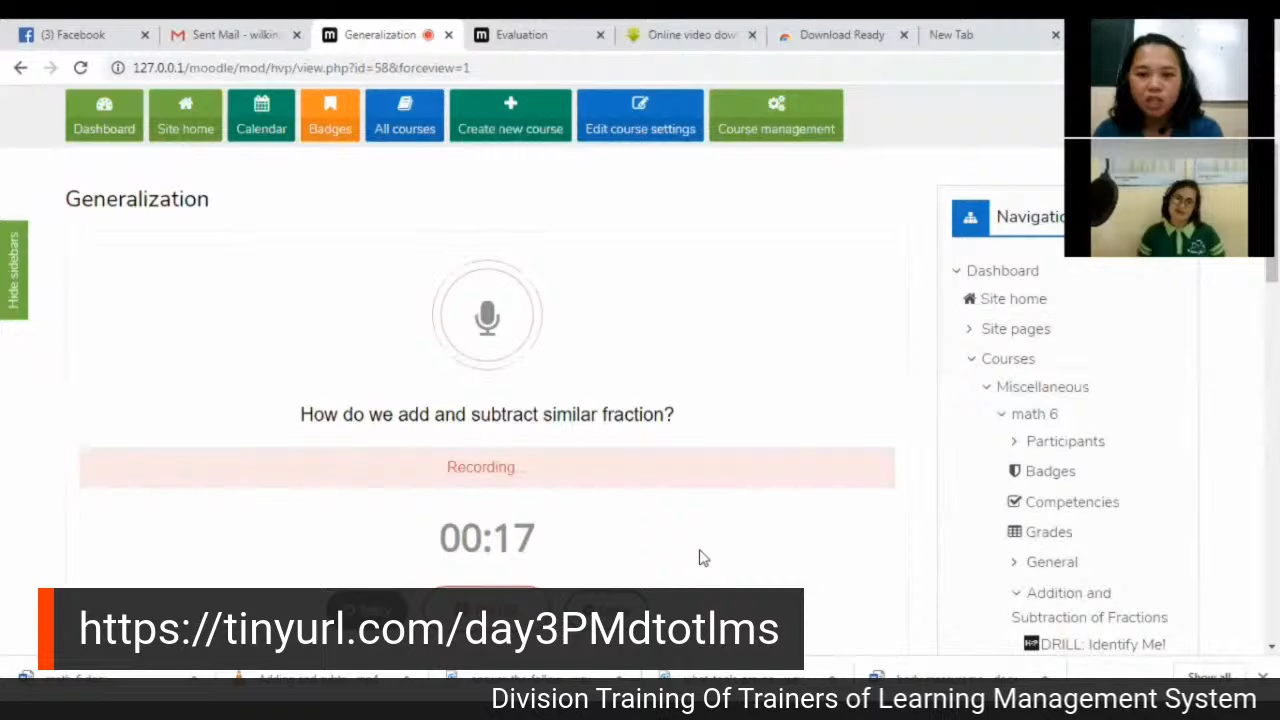 (3) Facebook
Sent Mail - wilkin
Generalization
Evaluation
Online video dow
Download Ready
New Tab
127.0.0.1/moodle/mod/hvp/view.php?id=58&forceview=1
Dashboard
Site home
Calendar
Badges
All courses
Create new course
Edit course settings
Course management
Hide sidebars
Generalization
How do we add and subtract similar fraction?
Recording...
00:17
Navigatio
Dashboard
Site home
Site pages
Courses
Miscellaneous
math 6
Participants
Badges
Competencies
Grades
General
Addition and
Subtraction of Fractions
DRILL: Identify Me!
https://tinyurl.com/day3PMdtotlms
Show all
Division Training Of Trainers of Learning Management System